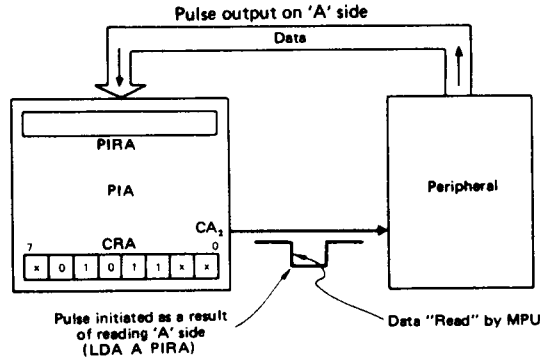 Pulse output on 'A' side
Data
PIRA
PIA
Peripheral
CA2
7 CRA 0
x 0 1 0 1 1 x x
Pulse initiated as a result
of reading 'A' side
(LDA A PIRA)
Data "Read" by MPU